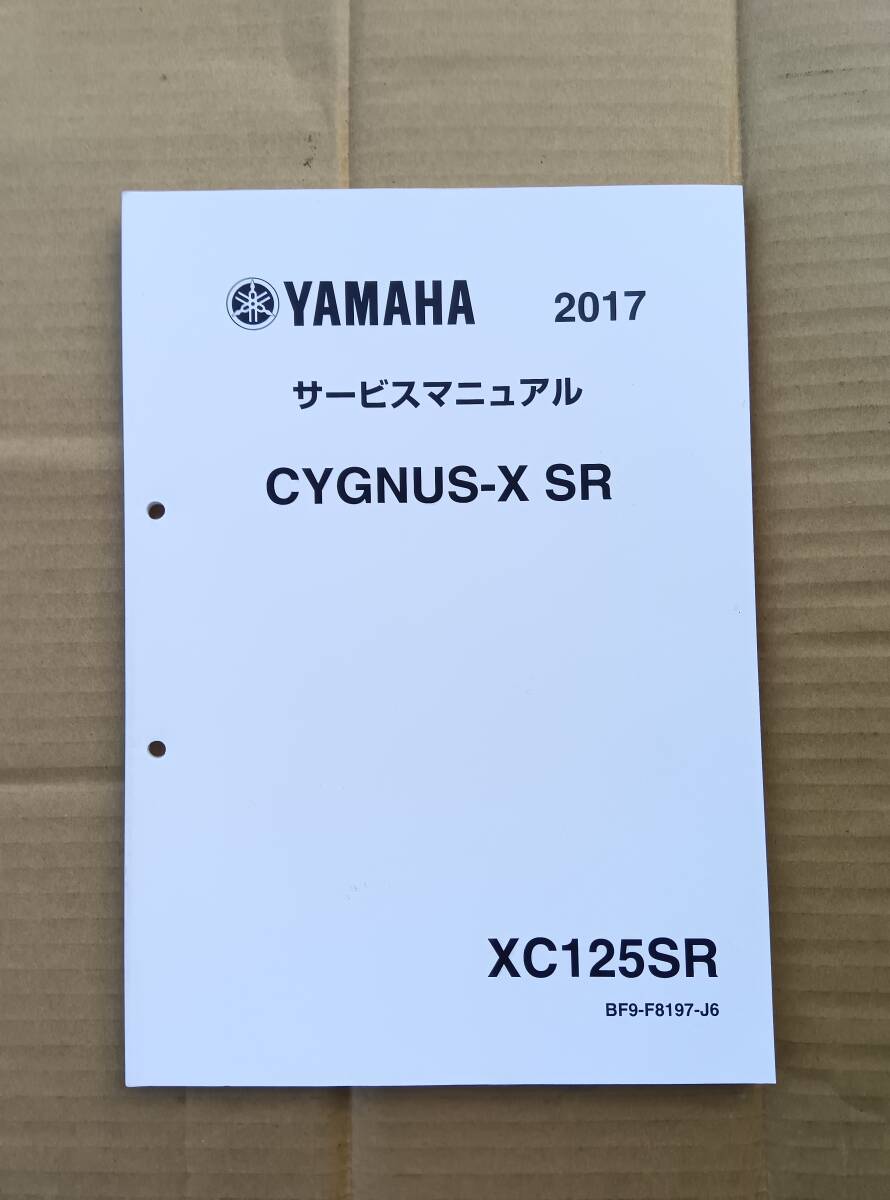 YAMAHA 2017
サービスマニュアル
CYGNUS-X SR
XC125SR
BF9-F8197-J6